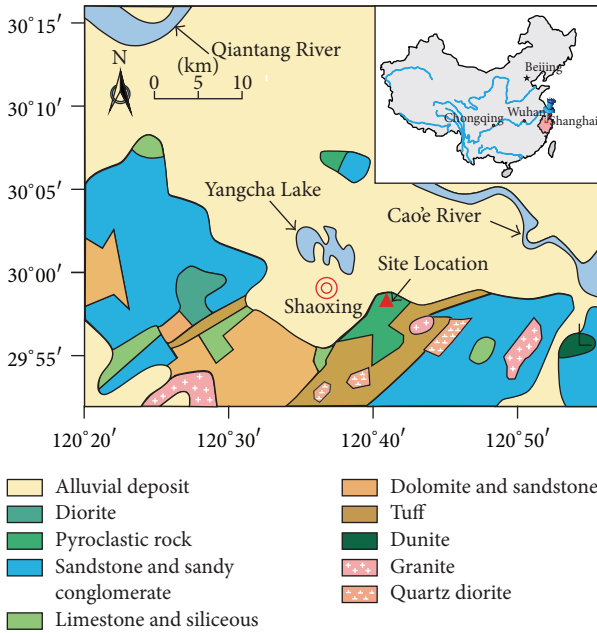 30°15′
30°10′
30°05′
30°00′
29°55′
120°20′
120°30′
120°40′
120°50′
Qiantang River
N
(km)
0 5 10
Beijing
Chongqing
Wuhan
Shanghai
Yangcha Lake
Cao'e River
Site Location
Shaoxing
Alluvial deposit
Diorite
Pyroclastic rock
Sandstone and sandy
conglomerate
Limestone and siliceous
Dolomite and sandstone
Tuff
Dunite
Granite
Quartz diorite